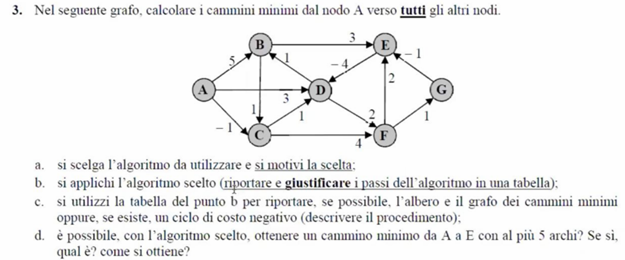 3. Nel seguente grafo, calcolare i cammini minimi dal nodo A verso tutti gli altri nodi.
B 3 E
5 1 -4 -1
2
A D G
3
1 1 2 1
-1 C F
4
a. si scelga l'algoritmo da utilizzare e si motivi la scelta;
b. si applichi l'algoritmo scelto (riportare e giustificare i passi dell'algoritmo in una tabella);
c. si utilizzi la tabella del punto b per riportare, se possibile, l'albero e il grafo dei cammini minimi
oppure, se esiste, un ciclo di costo negativo (descrivere il procedimento);
d. è possibile, con l'algoritmo scelto, ottenere un cammino minimo da A a E con al più 5 archi? Se sì,
qual è? come si ottiene?